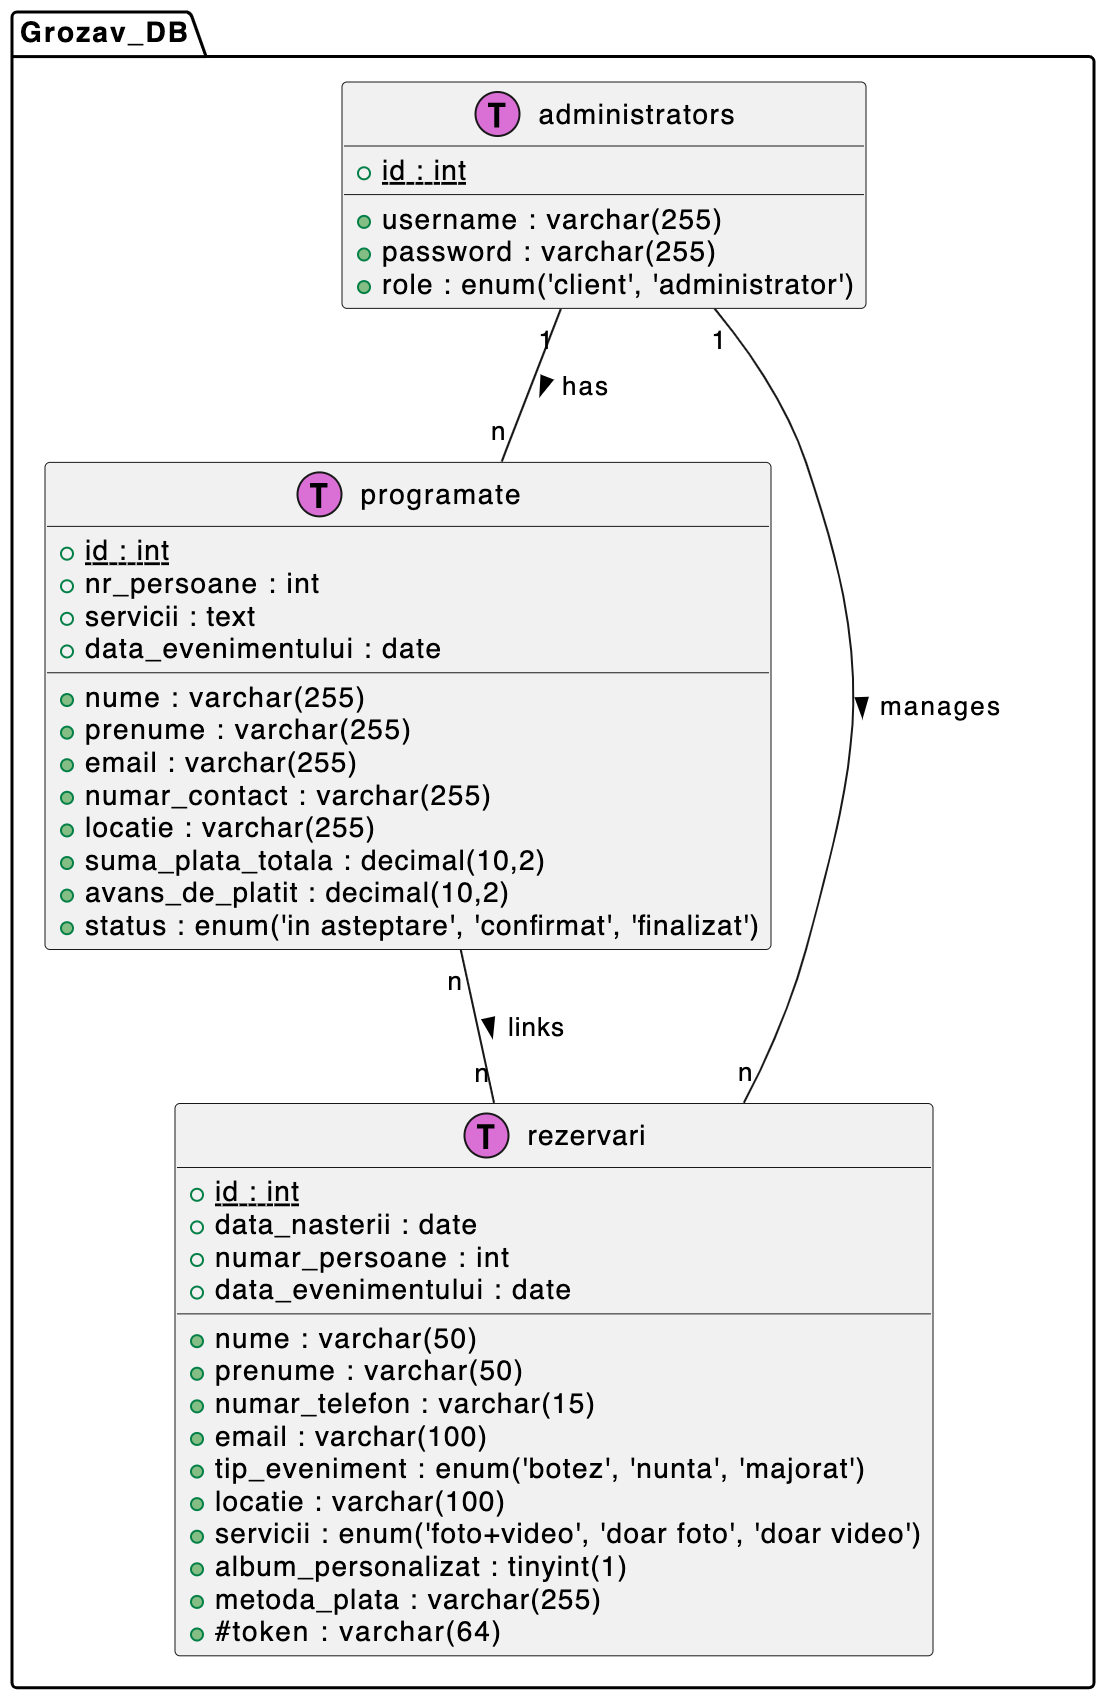 Grozav_DB
T administrators
id : int
username : varchar(255)
password : varchar(255)
role : enum('client', 'administrator')
1
1
has
n
T programate
id : int
nr_persoane : int
servicii : text
data_evenimentului : date
nume : varchar(255)
prenume : varchar(255)
email : varchar(255)
numar_contact : varchar(255)
locatie : varchar(255)
suma_plata_totala : decimal(10,2)
avans_de_platit : decimal(10,2)
status : enum('in asteptare', 'confirmat', 'finalizat')
manages
n
links
n
n
T rezervari
id : int
data_nasterii : date
numar_persoane : int
data_evenimentului : date
nume : varchar(50)
prenume : varchar(50)
numar_telefon : varchar(15)
email : varchar(100)
tip_eveniment : enum('botez', 'nunta', 'majorat')
locatie : varchar(100)
servicii : enum('foto+video', 'doar foto', 'doar video')
album_personalizat : tinyint(1)
metoda_plata : varchar(255)
#token : varchar(64)